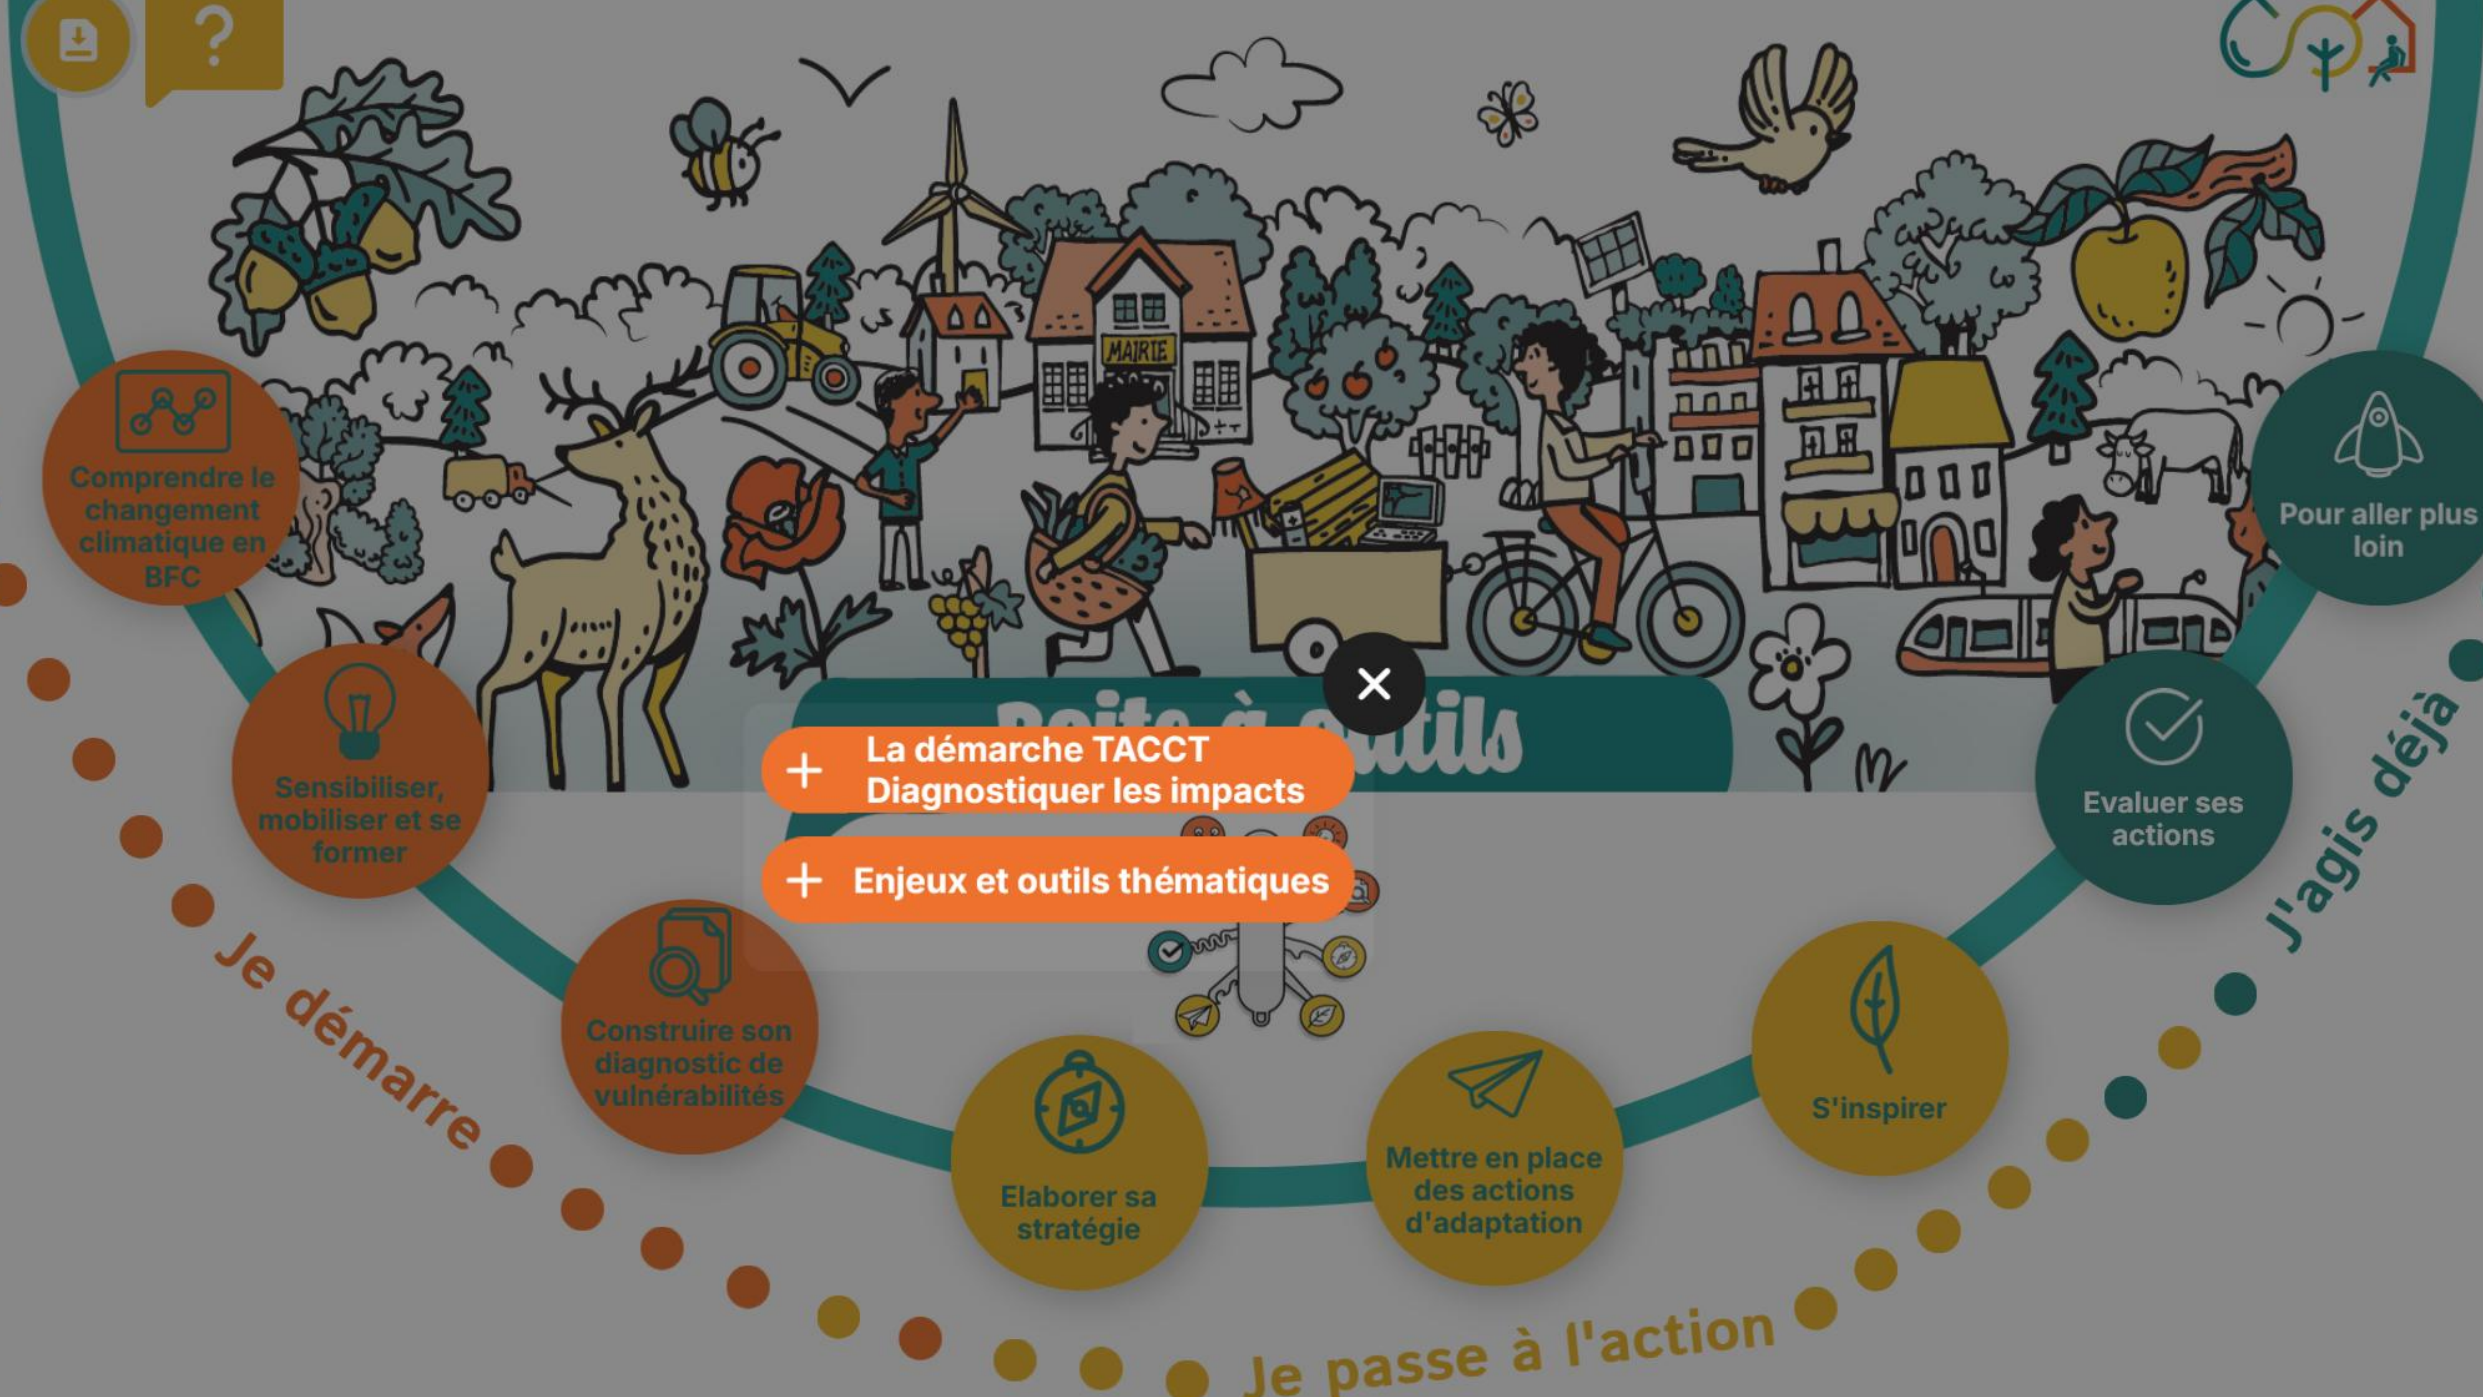 ?
MAIRIE
Comprendre le
changement
climatique en
BFC
Pour aller plus
loin
Boite à outils
La démarche TACCT
Diagnostiquer les impacts
Enjeux et outils thématiques
Sensibiliser,
mobiliser et se
former
Evaluer ses
actions
J'agis déjà
Je démarre
Construire son
diagnostic de
vulnérabilités
S'inspirer
Elaborer sa
stratégie
Mettre en place
des actions
d'adaptation
Je passe à l'action